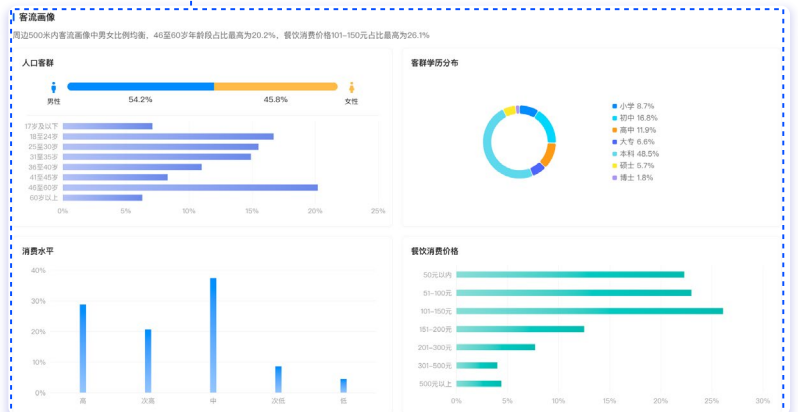 客流画像
周边500米内客流画像中男女比例均衡，46至60岁年龄段占比最高为20.2%，餐饮消费价格101-150元占比最高为26.1%
人口客群
男性
54.2%
45.8%
女性
17岁及以下
18至24岁
25至30岁
31至35岁
36至40岁
41至45岁
46至60岁
60岁以上
0%
5%
10%
15%
20%
25%
客群学历分布
小学 8.7%
初中 16.8%
高中 11.9%
大专 6.6%
本科 48.5%
硕士 5.7%
博士 1.8%
消费水平
40%
30%
20%
10%
0%
高
次高
中
次低
低
餐饮消费价格
50元以内
51-100元
101-150元
151-200元
201-300元
301-500元
500元以上
0%
5%
10%
15%
20%
25%
30%